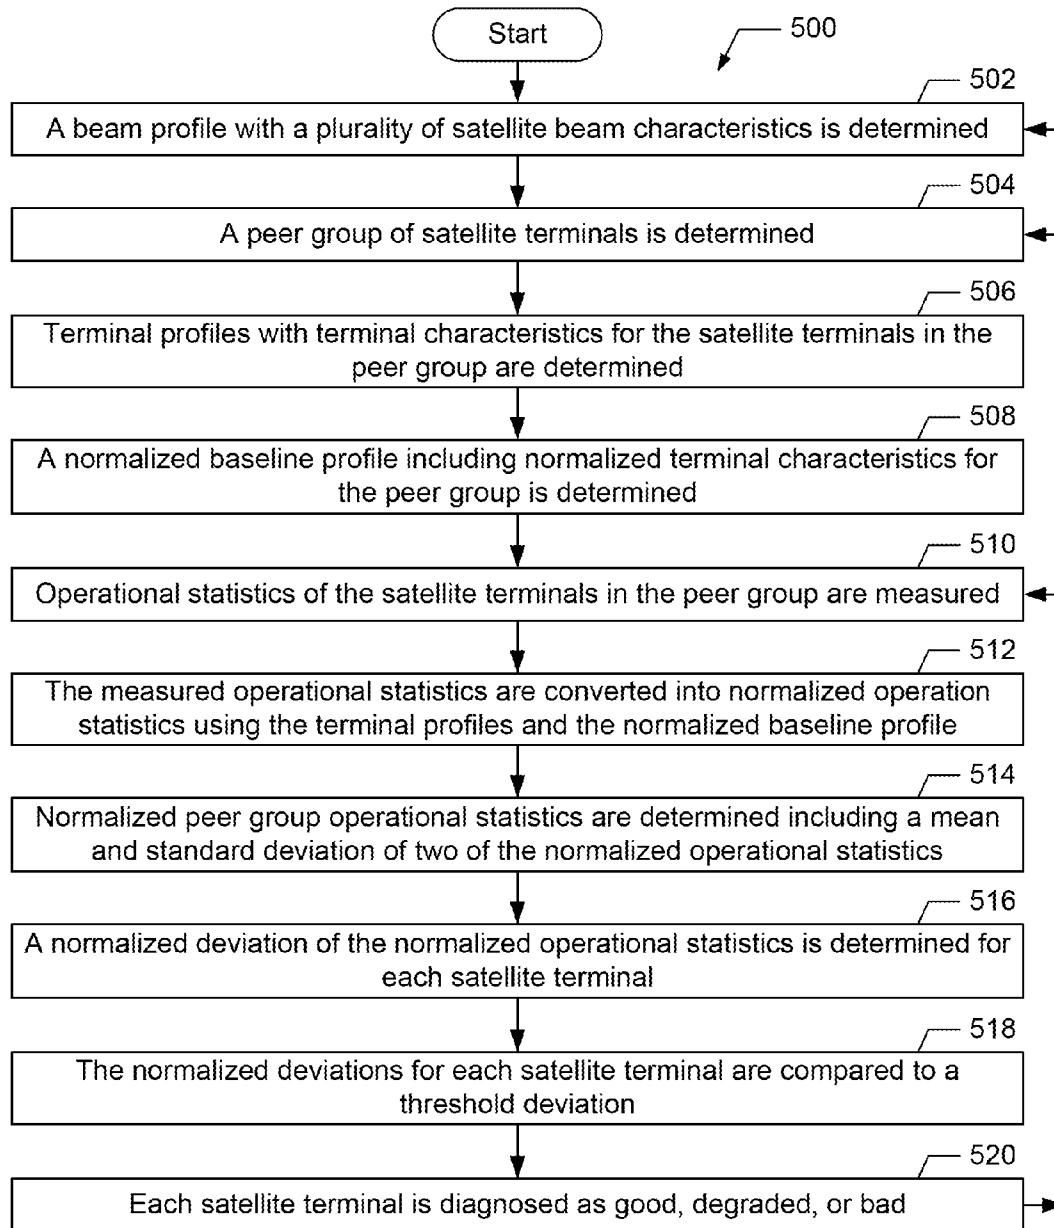 Start
500
502
A beam profile with a plurality of satellite beam characteristics is determined
504
A peer group of satellite terminals is determined
506
Terminal profiles with terminal characteristics for the satellite terminals in the
peer group are determined
508
A normalized baseline profile including normalized terminal characteristics for
the peer group is determined
510
Operational statistics of the satellite terminals in the peer group are measured
512
The measured operational statistics are converted into normalized operation
statistics using the terminal profiles and the normalized baseline profile
514
Normalized peer group operational statistics are determined including a mean
and standard deviation of two of the normalized operational statistics
516
A normalized deviation of the normalized operational statistics is determined for
each satellite terminal
518
The normalized deviations for each satellite terminal are compared to a
threshold deviation
520
Each satellite terminal is diagnosed as good, degraded, or bad